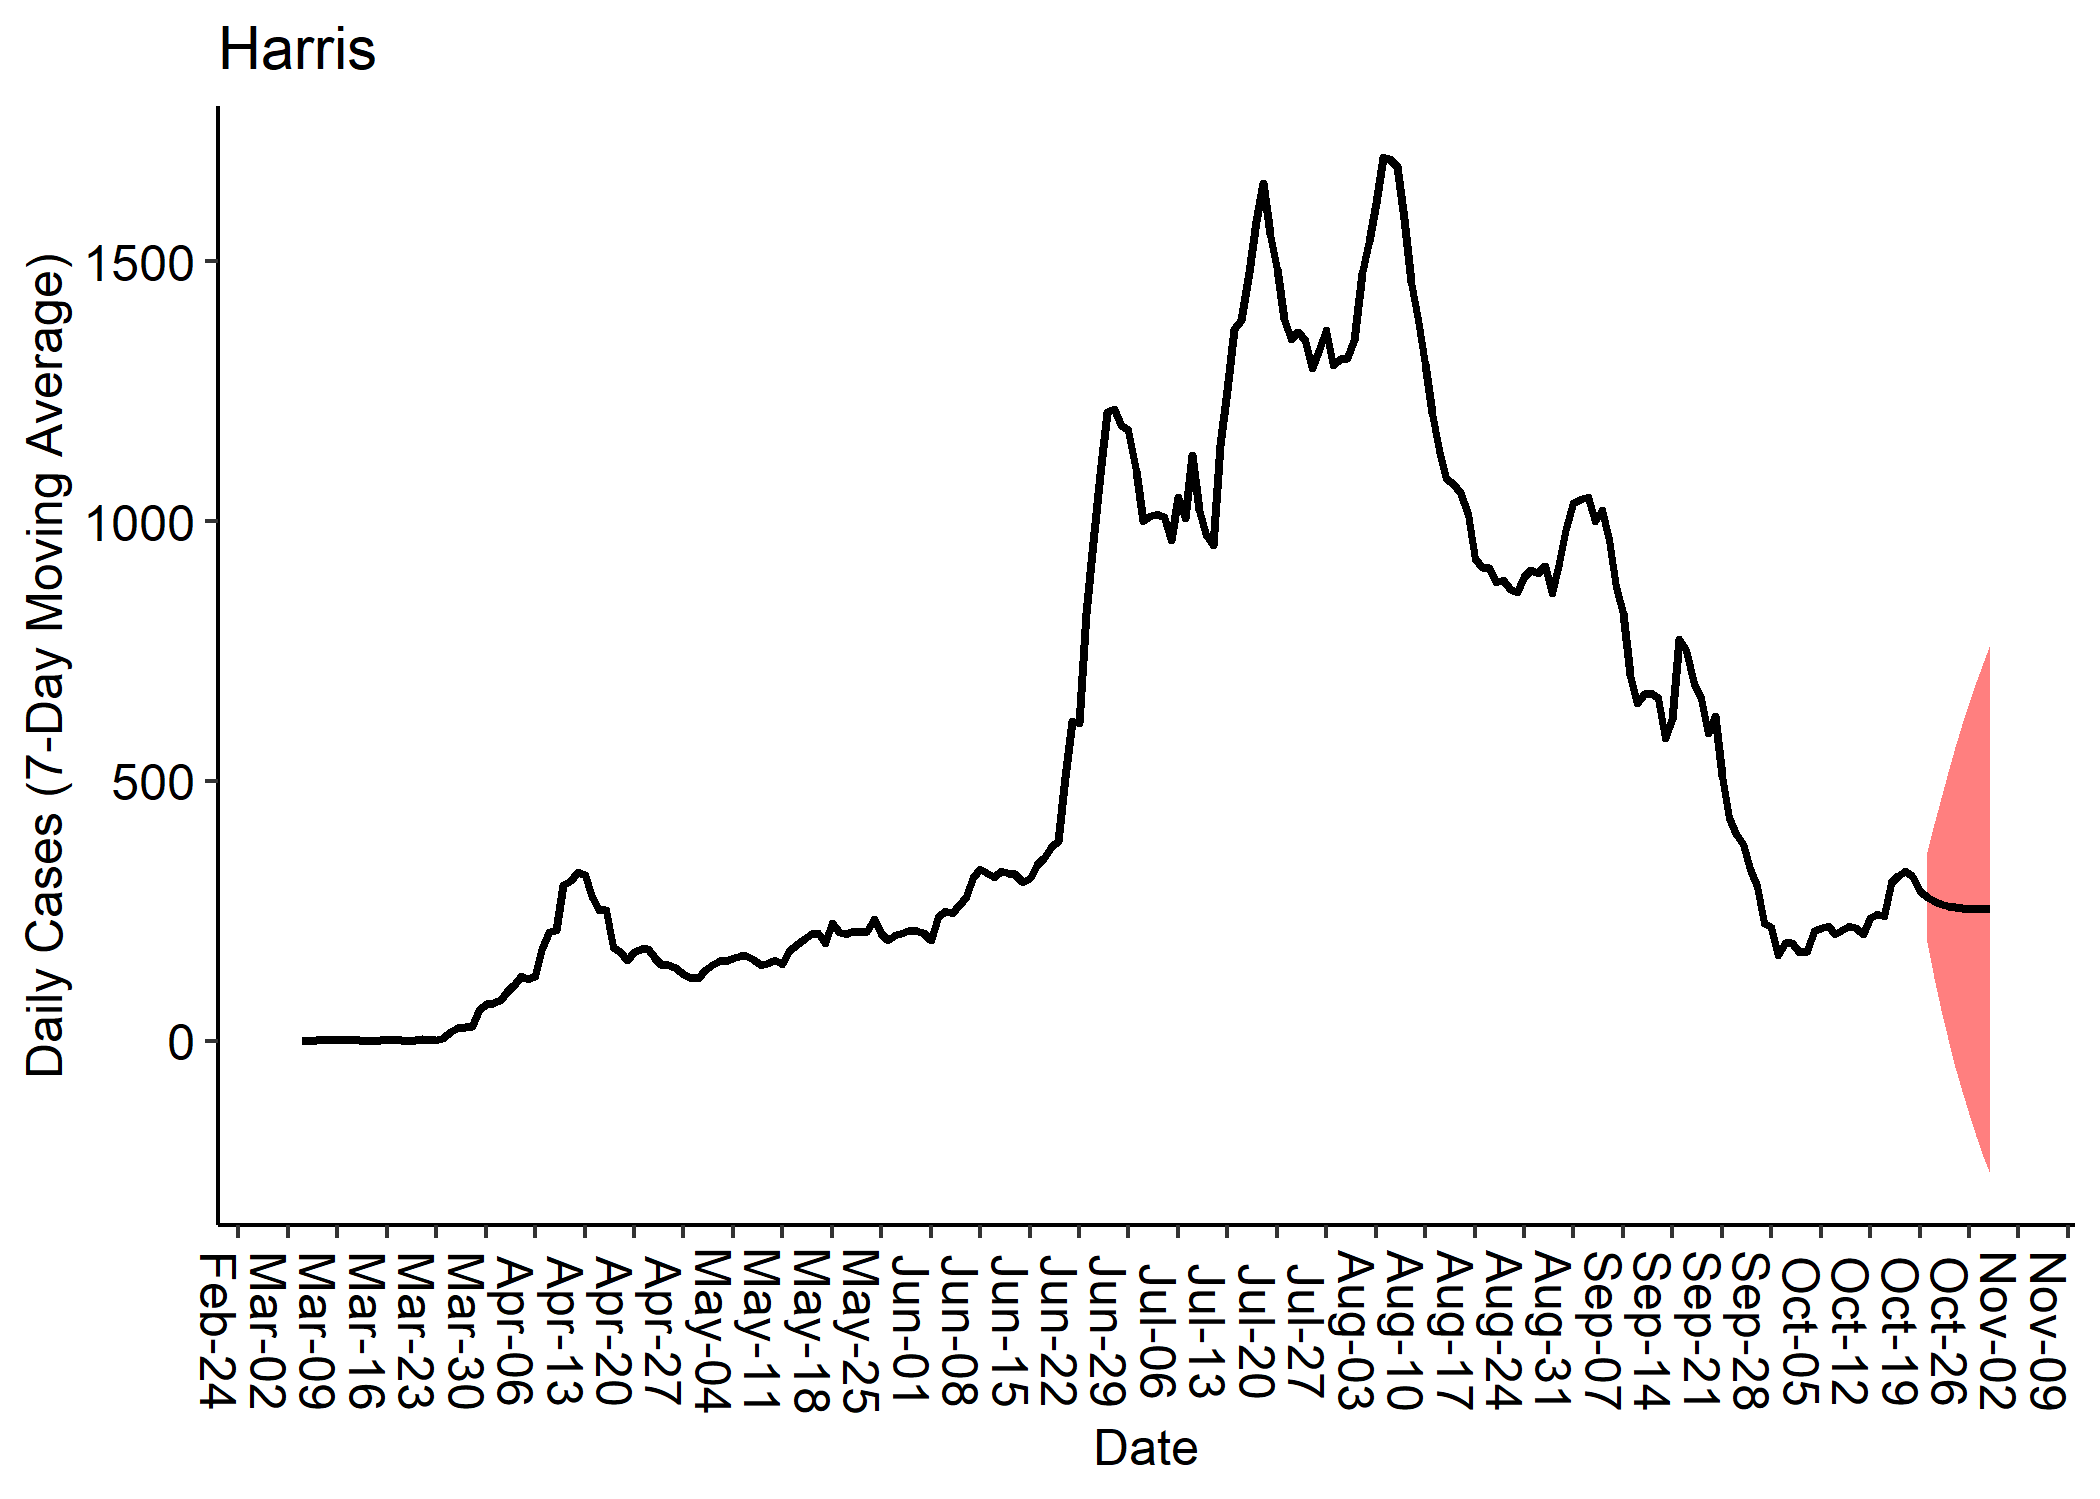 Harris
Daily Cases (7-Day Moving Average)
1500
1000
500
0
Feb-24
Mar-02
Mar-09
Mar-16
Mar-23
Mar-30
Apr-06
Apr-13
Apr-20
Apr-27
May-04
May-11
May-18
May-25
Jun-01
Jun-08
Jun-15
Jun-22
Jun-29
Jul-06
Jul-13
Jul-20
Jul-27
Aug-03
Aug-10
Aug-17
Aug-24
Aug-31
Sep-07
Sep-14
Sep-21
Sep-28
Oct-05
Oct-12
Oct-19
Oct-26
Nov-02
Nov-09
Date